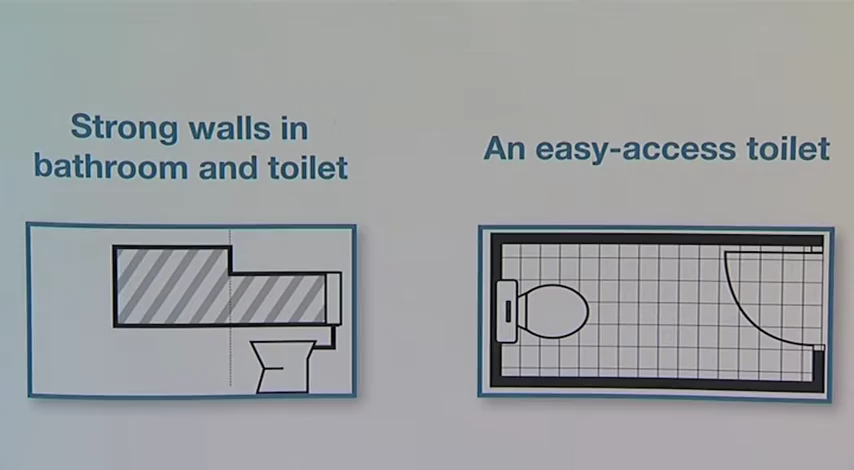 Strong walls in
bathroom and toilet
An easy-access toilet